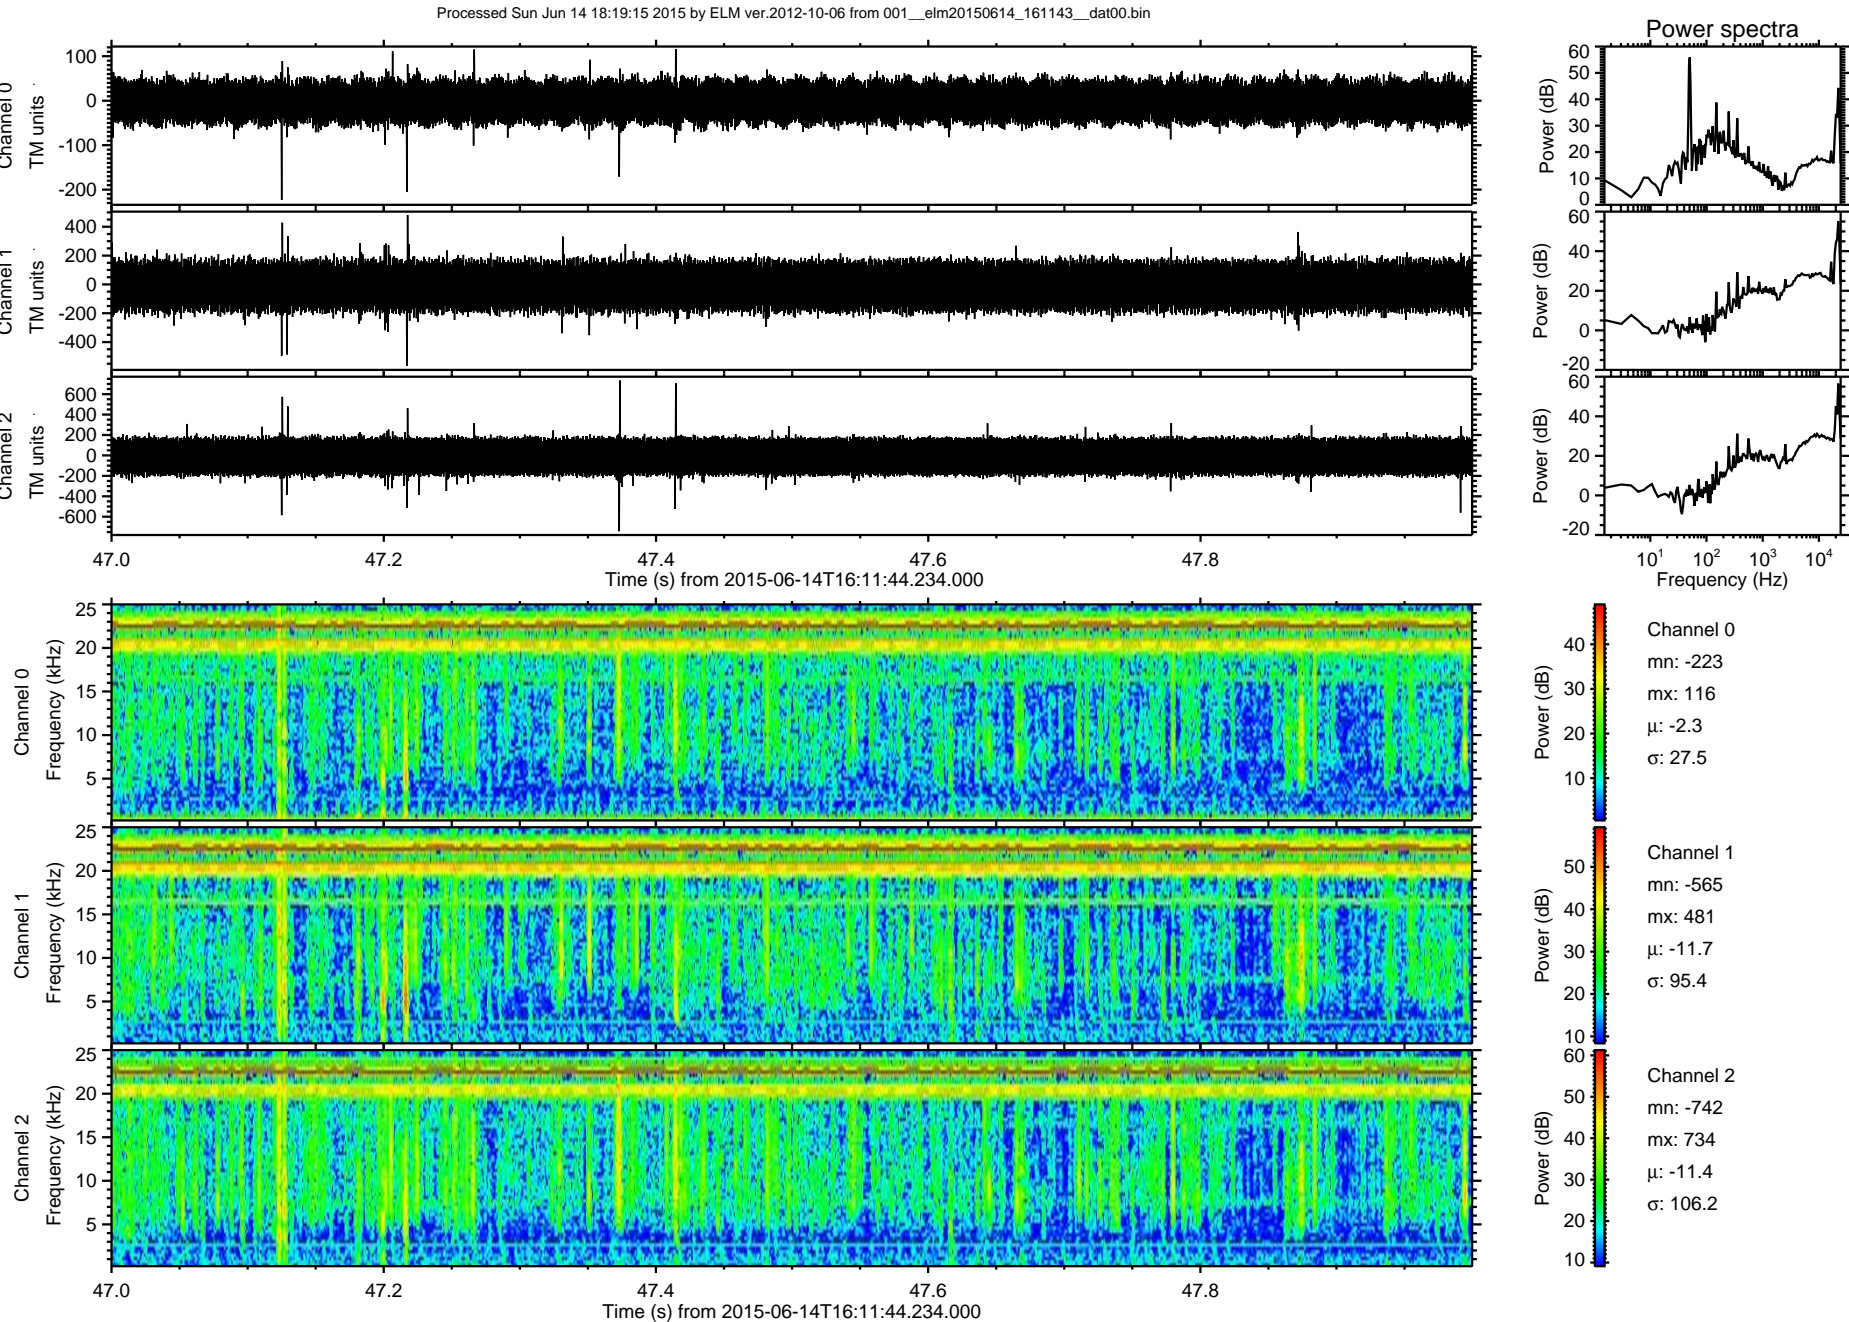 Processed Sun Jun 14 18:19:15 2015 by ELM ver.2012-10-06 from 001__elm20150614_161143__dat00.bin
Power spectra
Channel 0
TM units
100
0
-100
-200
Power (dB)
60
50
40
30
20
10
0
Channel 1
TM units
400
200
0
-200
-400
Power (dB)
60
40
20
0
-20
Channel 2
TM units
600
400
200
0
-200
-400
-600
Power (dB)
60
40
20
0
-20
47.0 47.2 47.4 47.6 47.8
Time (s) from 2015-06-14T16:11:44.234.000
10¹ 10² 10³ 10⁴
Frequency (Hz)
Channel 0
Frequency (kHz)
25
20
15
10
5
Power (dB)
40
30
20
10
Channel 0
mn: -223
mx: 116
μ: -2.3
σ: 27.5
Channel 1
Frequency (kHz)
25
20
15
10
5
Power (dB)
50
40
30
20
10
Channel 1
mn: -565
mx: 481
μ: -11.7
σ: 95.4
Channel 2
Frequency (kHz)
25
20
15
10
5
Power (dB)
60
50
40
30
20
10
Channel 2
mn: -742
mx: 734
μ: -11.4
σ: 106.2
47.0 47.2 47.4 47.6 47.8
Time (s) from 2015-06-14T16:11:44.234.000